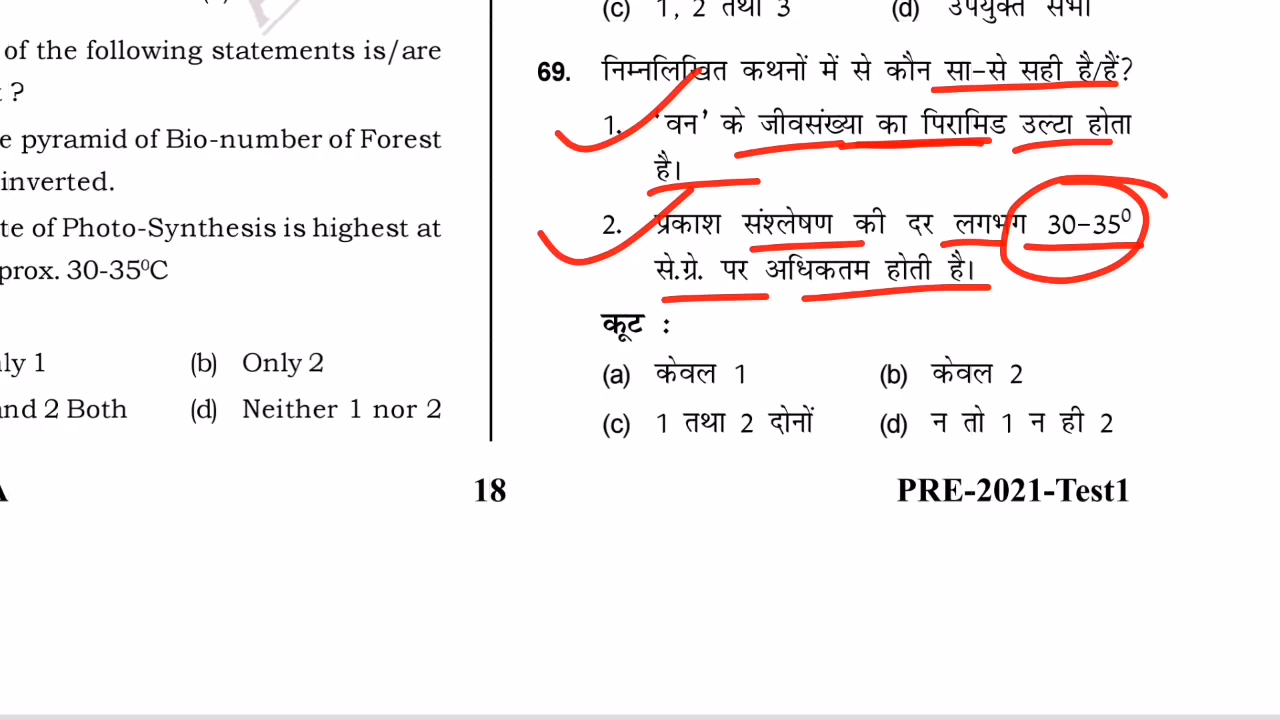 of the following statements is/are
?
e pyramid of Bio-number of Forest
inverted.
te of Photo-Synthesis is highest at
prox. 30-35⁰C
ly 1 (b) Only 2
and 2 Both (d) Neither 1 nor 2
(c) 1, 2 तथा 3 (d) उपर्युक्त सभी
69. निम्नलिखित कथनों में से कौन सा-से सही है/हैं?
1. 'वन' के जीवसंख्या का पिरामिड उल्टा होता
है।
2. प्रकाश संश्लेषण की दर लगभग 30-35⁰
से.ग्रे. पर अधिकतम होती है।
कूट :
(a) केवल 1 (b) केवल 2
(c) 1 तथा 2 दोनों (d) न तो 1 न ही 2
18 PRE-2021-Test1